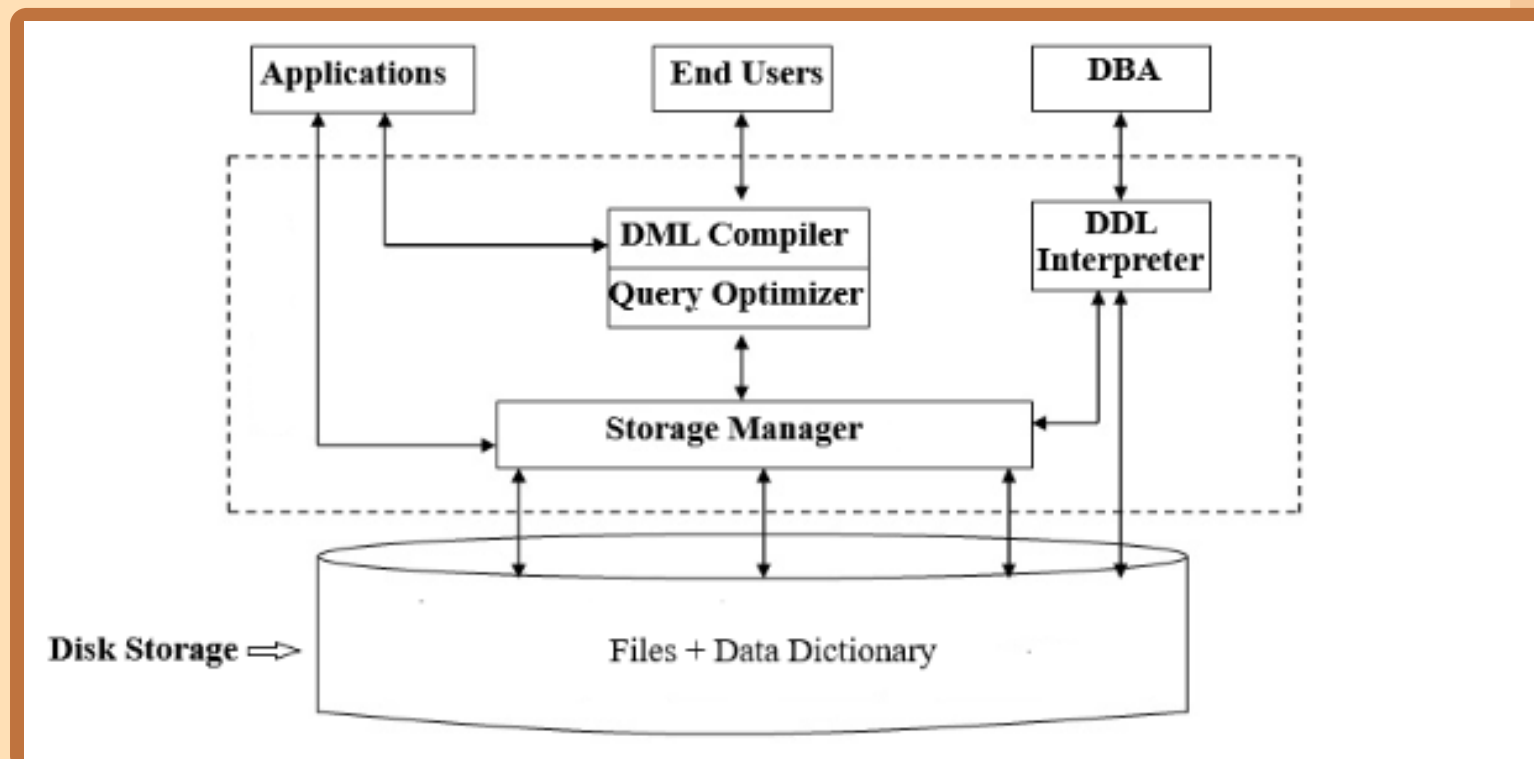 Applications
End Users
DBA
DML Compiler
DDL
Interpreter
Query Optimizer
Storage Manager
Disk Storage
Files + Data Dictionary